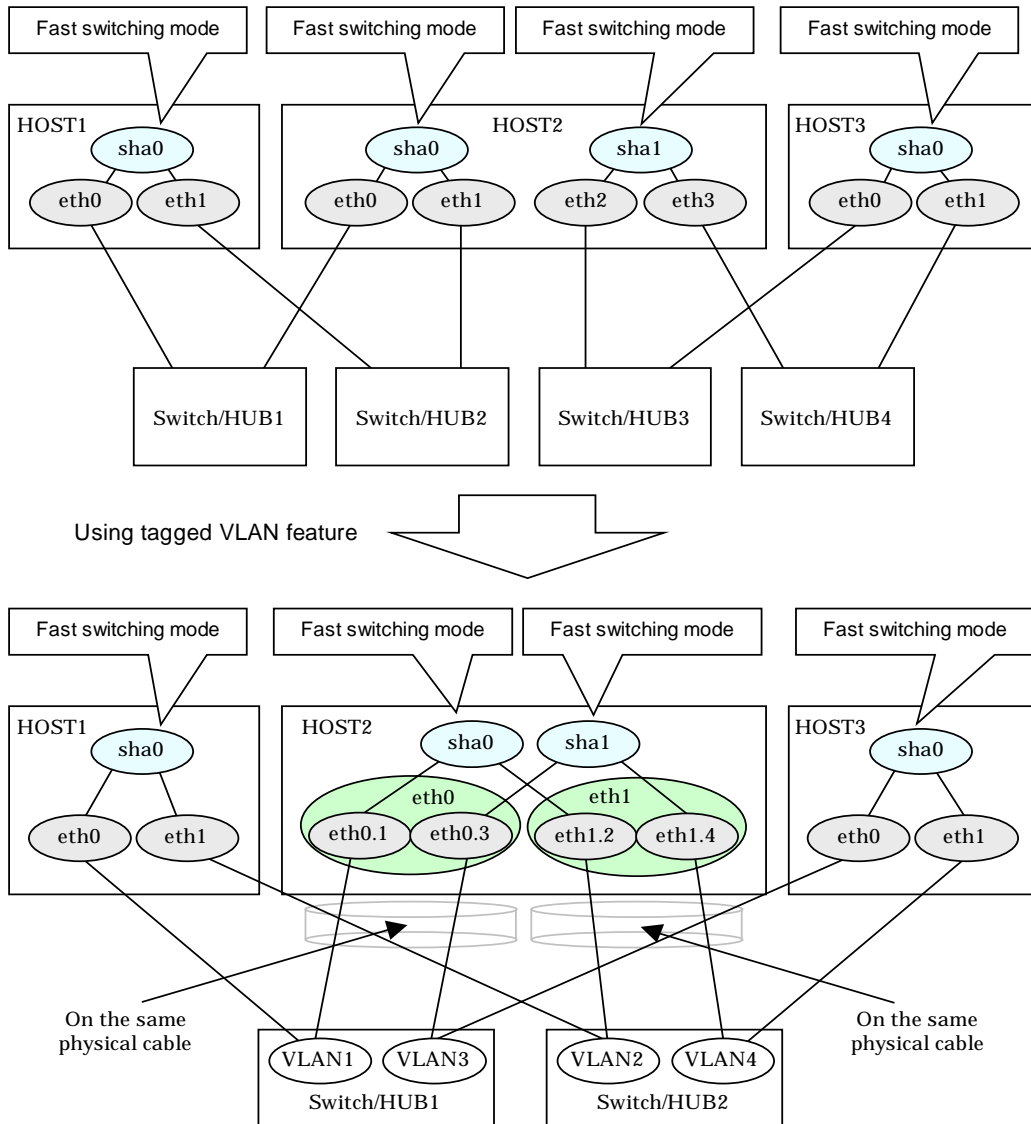 Fast switching mode
Fast switching mode
Fast switching mode
Fast switching mode
HOST1
HOST2
HOST3
sha0
sha0
sha1
sha0
eth0
eth1
eth0
eth1
eth2
eth3
eth0
eth1
Switch/HUB1
Switch/HUB2
Switch/HUB3
Switch/HUB4
Using tagged VLAN feature
Fast switching mode
Fast switching mode
Fast switching mode
Fast switching mode
HOST1
HOST2
HOST3
sha0
sha0
sha1
sha0
eth0
eth1
eth0
eth1
eth0.1
eth0.3
eth1.2
eth1.4
eth0
eth1
On the same
physical cable
On the same
physical cable
VLAN1
VLAN3
VLAN2
VLAN4
Switch/HUB1
Switch/HUB2